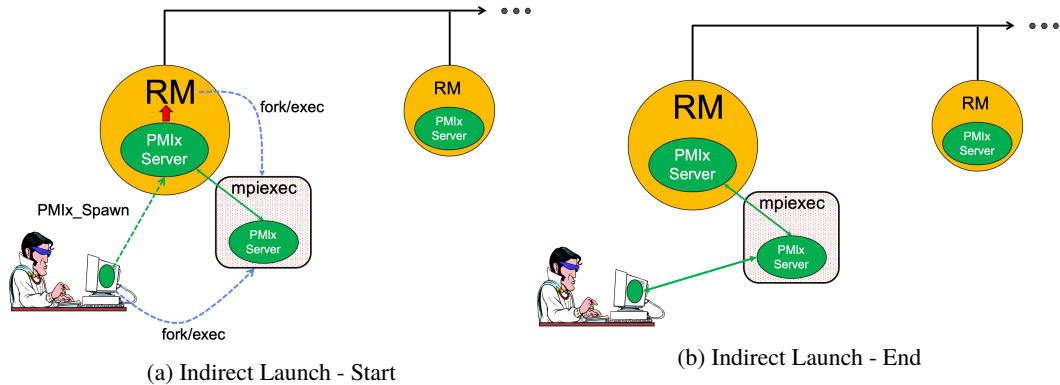 RM
fork/exec
PMIx
Server
mpiexec
PMIx_Spawn
PMIx
Server
fork/exec
RM
PMIx
Server
(a) Indirect Launch - Start
RM
PMIx
Server
mpiexec
PMIx
Server
RM
PMIx
Server
(b) Indirect Launch - End